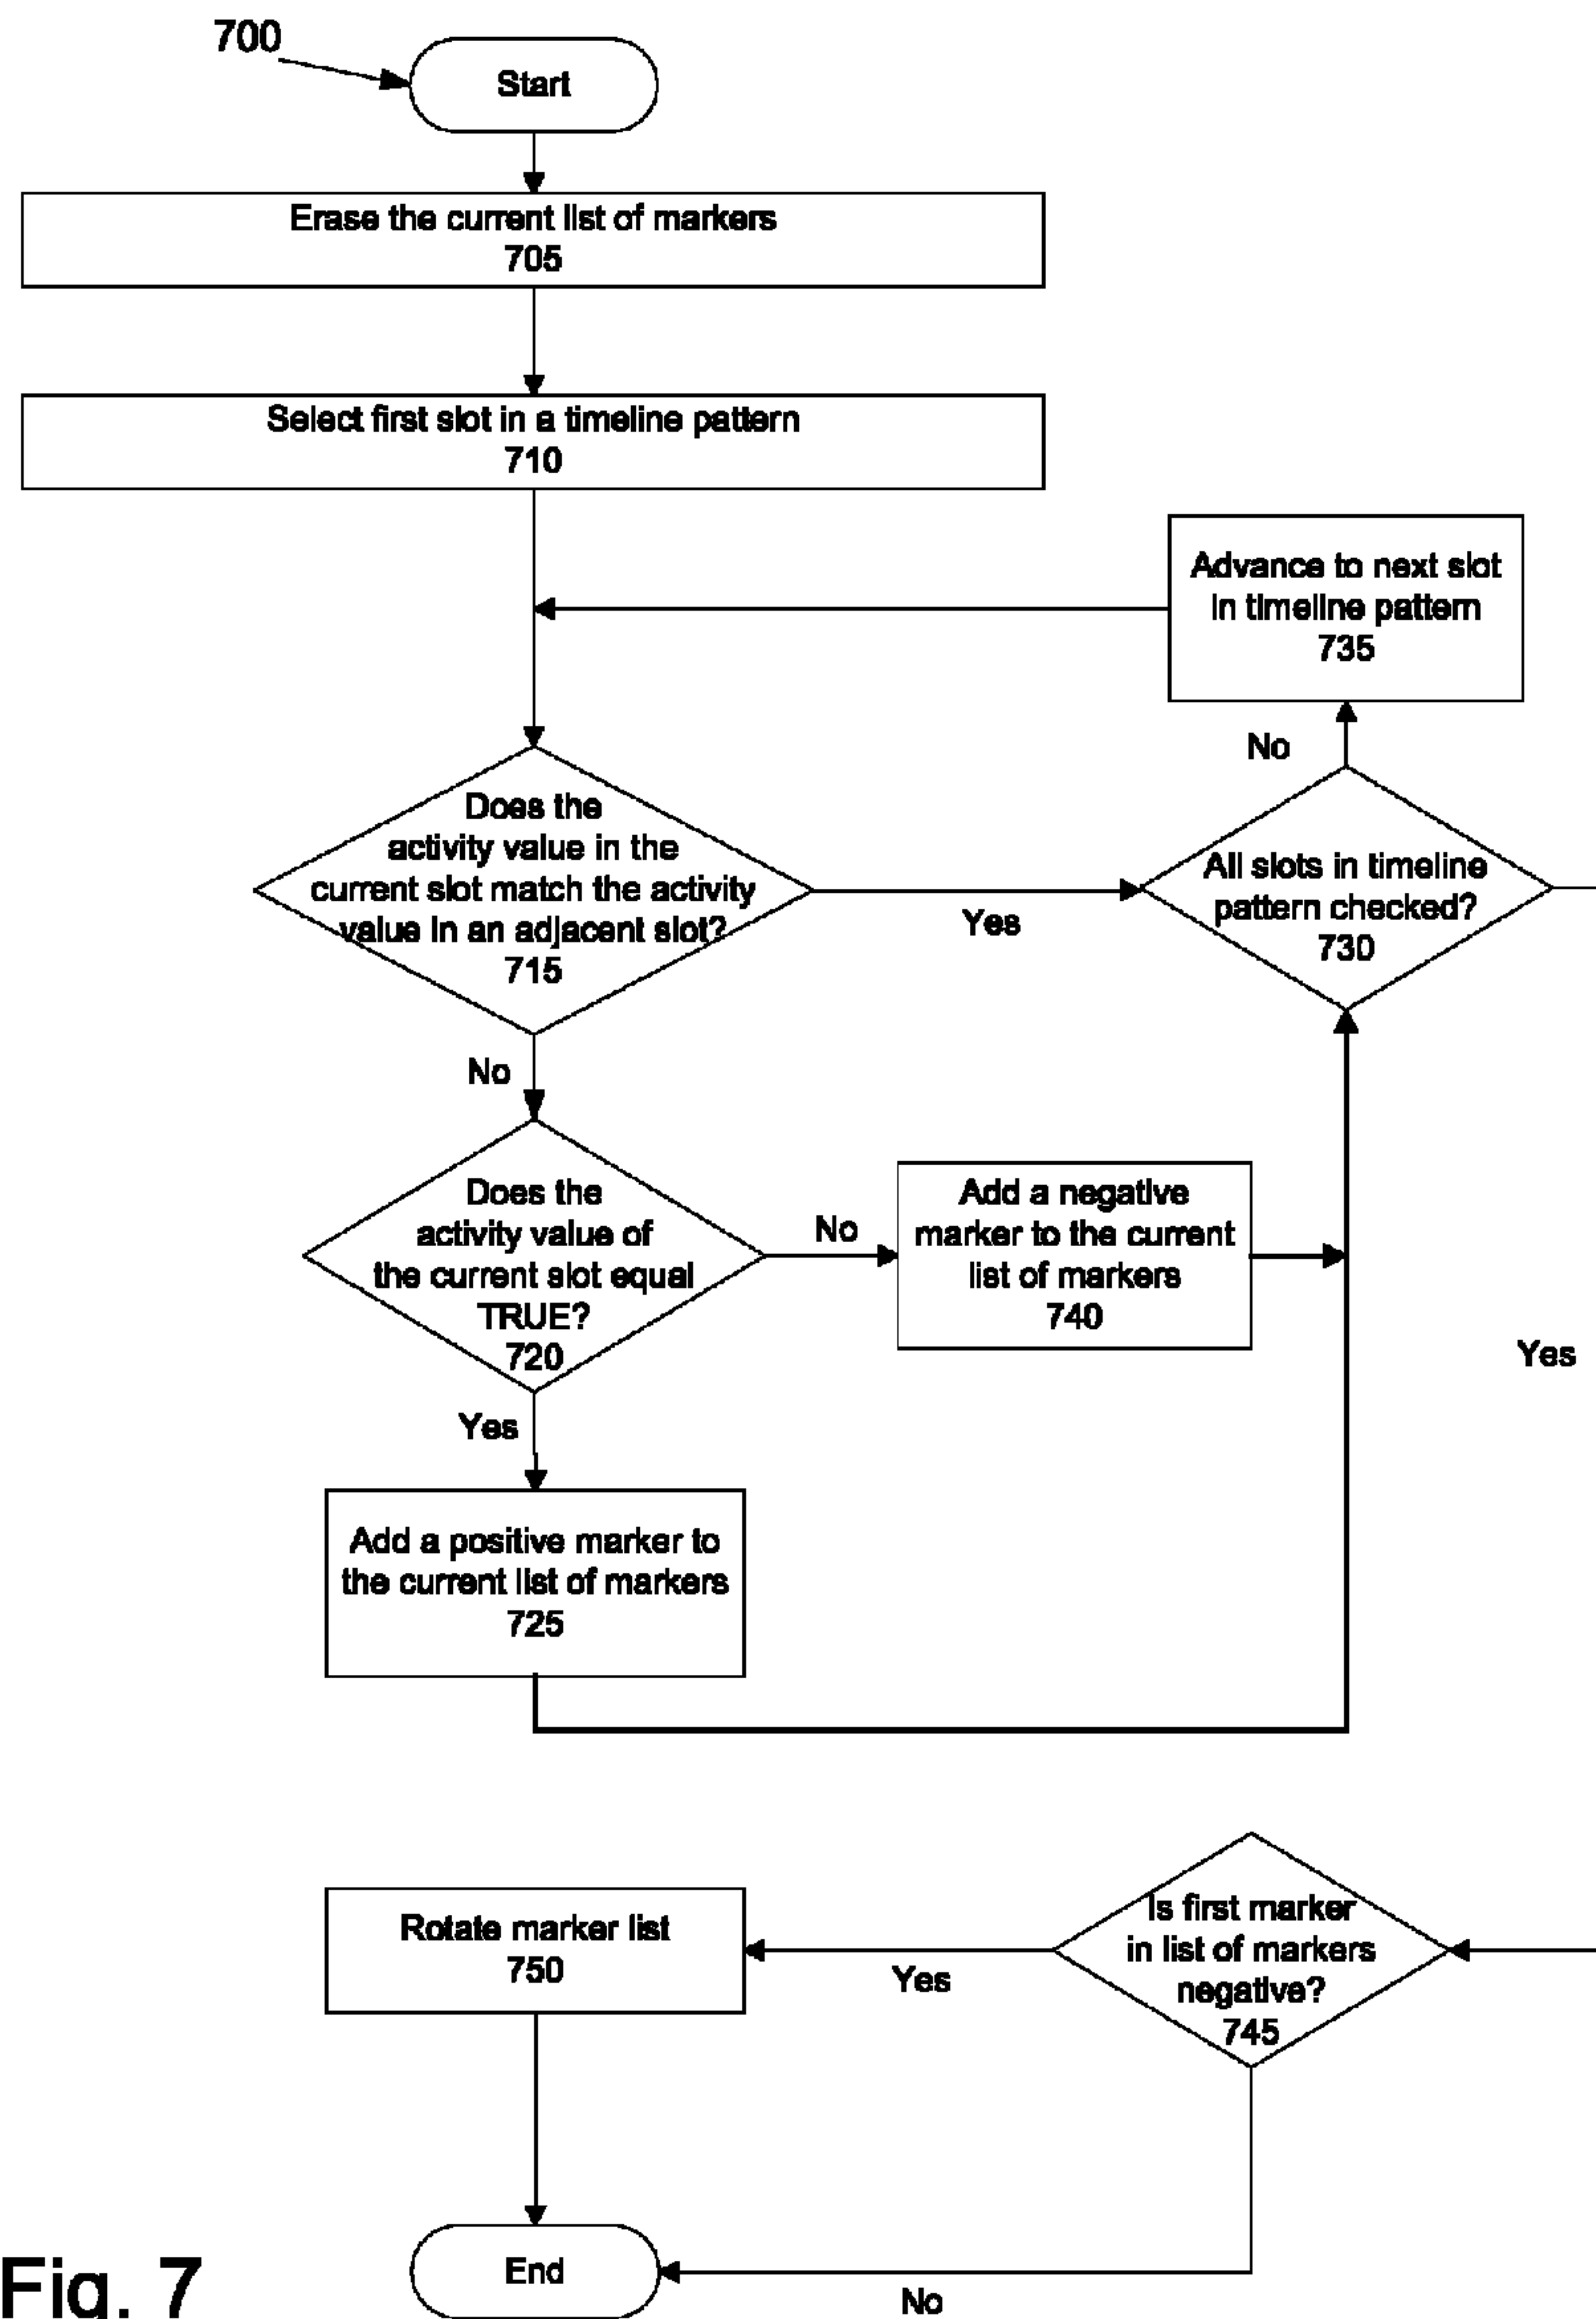 700
Start
Erase the current list of markers
705
Select first slot in a timeline pattern
710
Advance to next slot
in timeline pattern
735
No
Does the
activity value in the
current slot match the activity
value in an adjacent slot?
715
Yes
All slots in timeline
pattern checked?
730
No
Does the
activity value of
the current slot equal
TRUE?
720
No
Add a negative
marker to the current
list of markers
740
Yes
Yes
Add a positive marker to
the current list of markers
725
Rotate marker list
750
Yes
Is first marker
in list of markers
negative?
745
End
No
Fig. 7